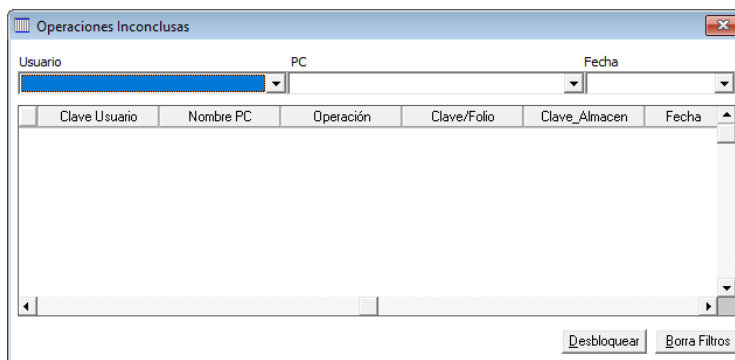 Operaciones Inconclusas
Usuario PC Fecha
Clave Usuario Nombre PC Operación Clave/Folio Clave_Almacen Fecha
Desbloquear Borra Filtros